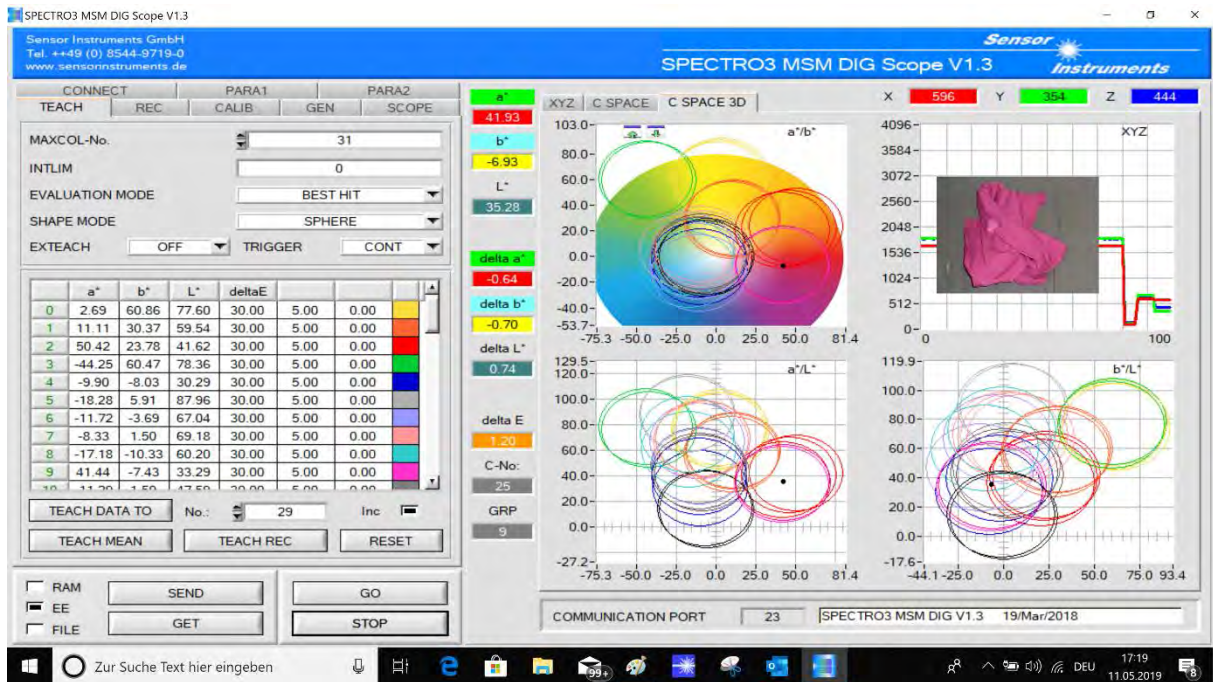 SPECTRO3 MSM DIG Scope V1.3
Sensor Instruments GmbH
Tel. ++49 (0) 8544-9719-0
www.sensorinstruments.de
Sensor
Instruments
SPECTRO3 MSM DIG Scope V1.3
CONNECT PARA1 PARA2
TEACH REC CALIB GEN SCOPE
MAXCOL-No. 31
INTLIM 0
EVALUATION MODE BEST HIT
SHAPE MODE SPHERE
EXTEACH OFF TRIGGER CONT
a* b* L* deltaE
0 2.69 60.86 77.60 30.00 5.00 0.00
1 11.11 30.37 59.54 30.00 5.00 0.00
2 50.42 23.78 41.62 30.00 5.00 0.00
3 -44.25 60.47 78.36 30.00 5.00 0.00
4 -9.90 -8.03 30.29 30.00 5.00 0.00
5 -18.28 5.91 87.96 30.00 5.00 0.00
6 -11.72 -3.69 67.04 30.00 5.00 0.00
7 -8.33 1.50 69.18 30.00 5.00 0.00
8 -17.18 -10.33 60.20 30.00 5.00 0.00
9 41.44 -7.43 33.29 30.00 5.00 0.00
TEACH DATA TO No.: 29 Inc
TEACH MEAN TEACH REC RESET
RAM
EE
FILE
SEND GO
GET STOP
a*
41.93
b*
-6.93
L*
35.28
delta a*
-0.64
delta b*
-0.70
delta L*
0.74
delta E
1.20
C-No:
25
GRP
9
XYZ C SPACE C SPACE 3D
X 596 Y 354 Z 444
a*/b*
103.0
80.0
60.0
40.0
20.0
0.0
-20.0
-40.0
-53.7
-75.3 -50.0 -25.0 0.0 25.0 50.0 81.4
XYZ
4096
3584
3072
2560
2048
1536
1024
512
0
0 100
a*/L*
129.5
120.0
100.0
80.0
60.0
40.0
20.0
0.0
-27.2
-75.3 -50.0 -25.0 0.0 25.0 50.0 81.4
b*/L*
119.9
100.0
80.0
60.0
40.0
20.0
0.0
-17.6
-44.1 -25.0 0.0 25.0 50.0 75.0 93.4
COMMUNICATION PORT 23 SPECTRO3 MSM DIG V1.3 19/Mar/2018
Zur Suche Text hier eingeben
99+
DEU
17:19
11.05.2019
8